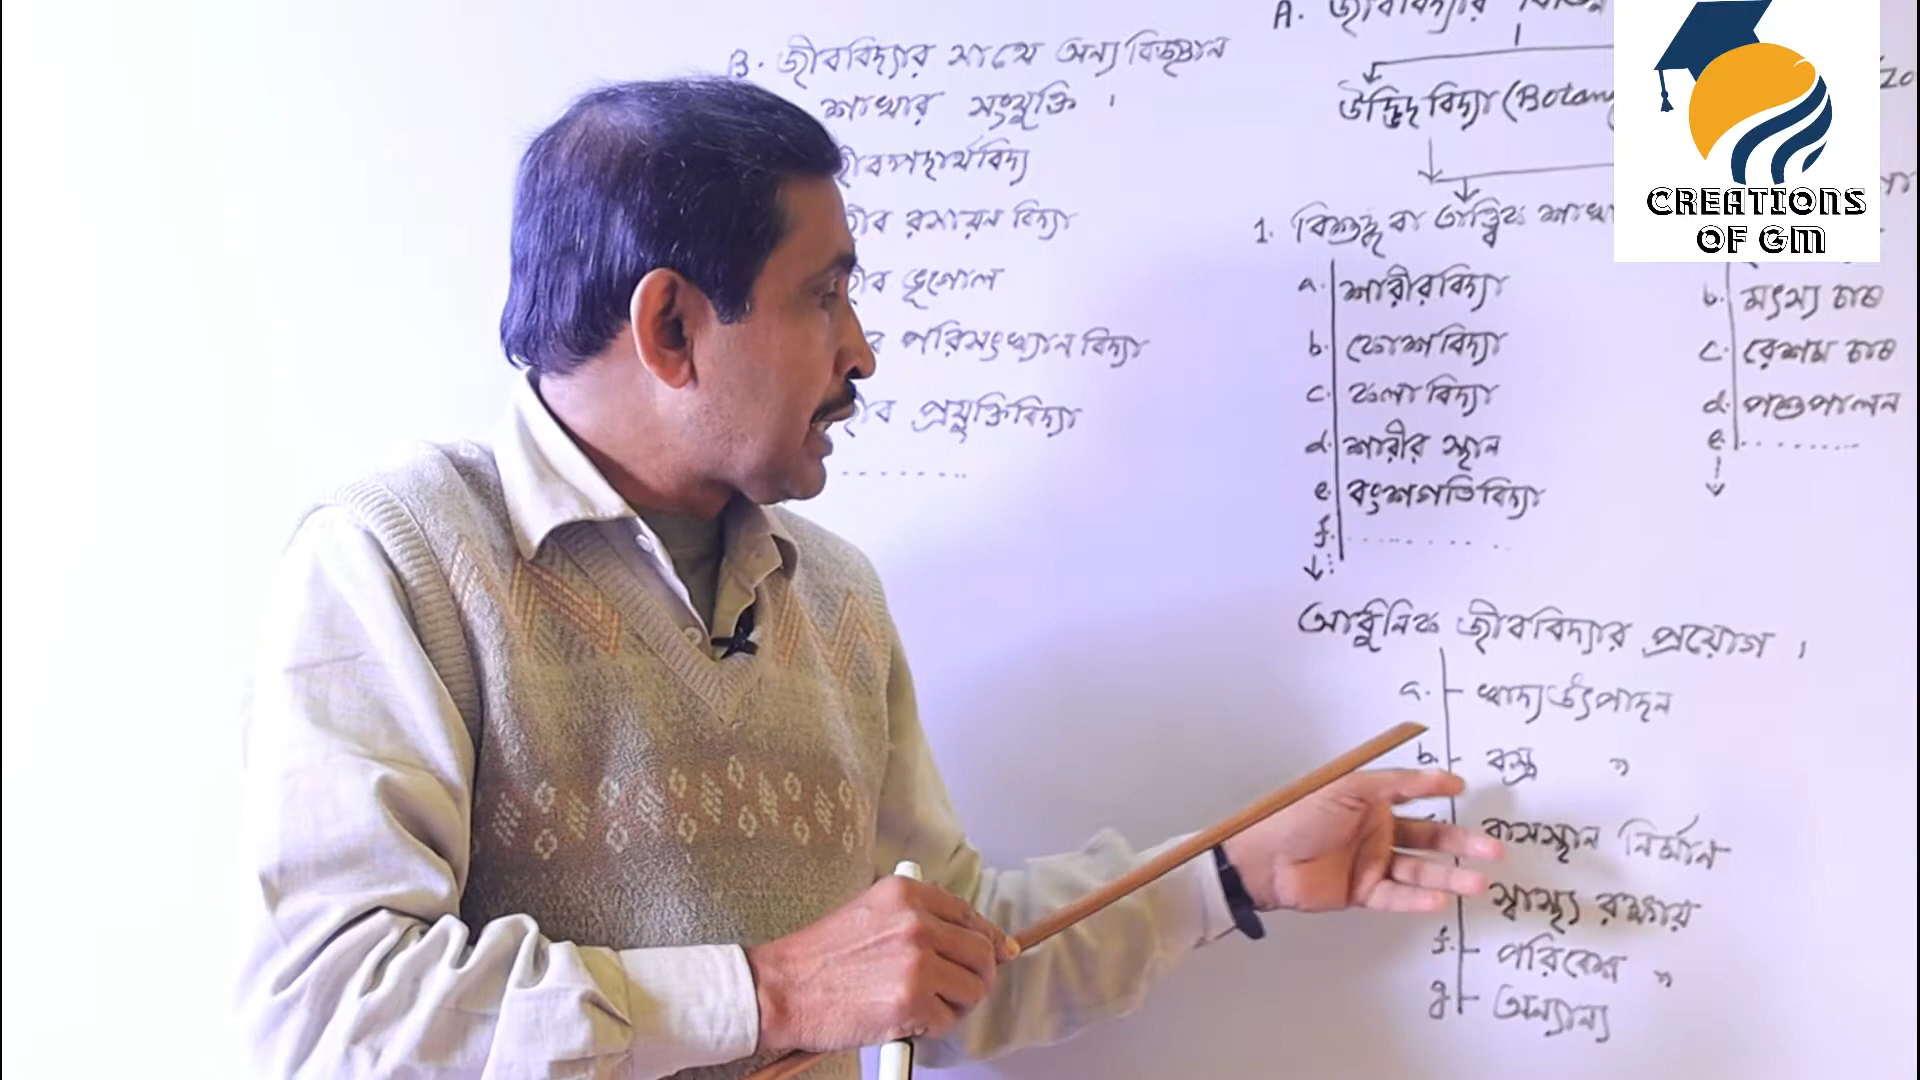 B. জীববিদ্যার সাথে অন্য বিজ্ঞান
শাখার সংযুক্তি ।
জীবপদার্থবিদ্য
জীব রসায়ন বিদ্যা
জীব ভূগোল
পরিসংখ্যান বিদ্যা
জীব প্রযুক্তিবিদ্যা
..........
A. জীববিদ্যার
উদ্ভিদবিদ্যা (Botany
1. বিশুদ্ধ বা তাত্ত্বিক শাখা
a. শারীরবিদ্যা
b. কোশবিদ্যা
c. কলাবিদ্যা
d. শারীর স্থান
e. বংশগতিবিদ্যা
f. ..........
b. মৎস্য চাষ
c. রেশম চাষ
d. পশুপালন
e. ..........
আধুনিক জীববিদ্যার প্রয়োগ ।
a. খাদ্য উৎপাদন
b. বস্ত্র "
বাসস্থান নির্মান
স্বাস্থ্য রক্ষায়
f. পরিবেশ "
g. অন্যান্য
CREATIONS
OF GM